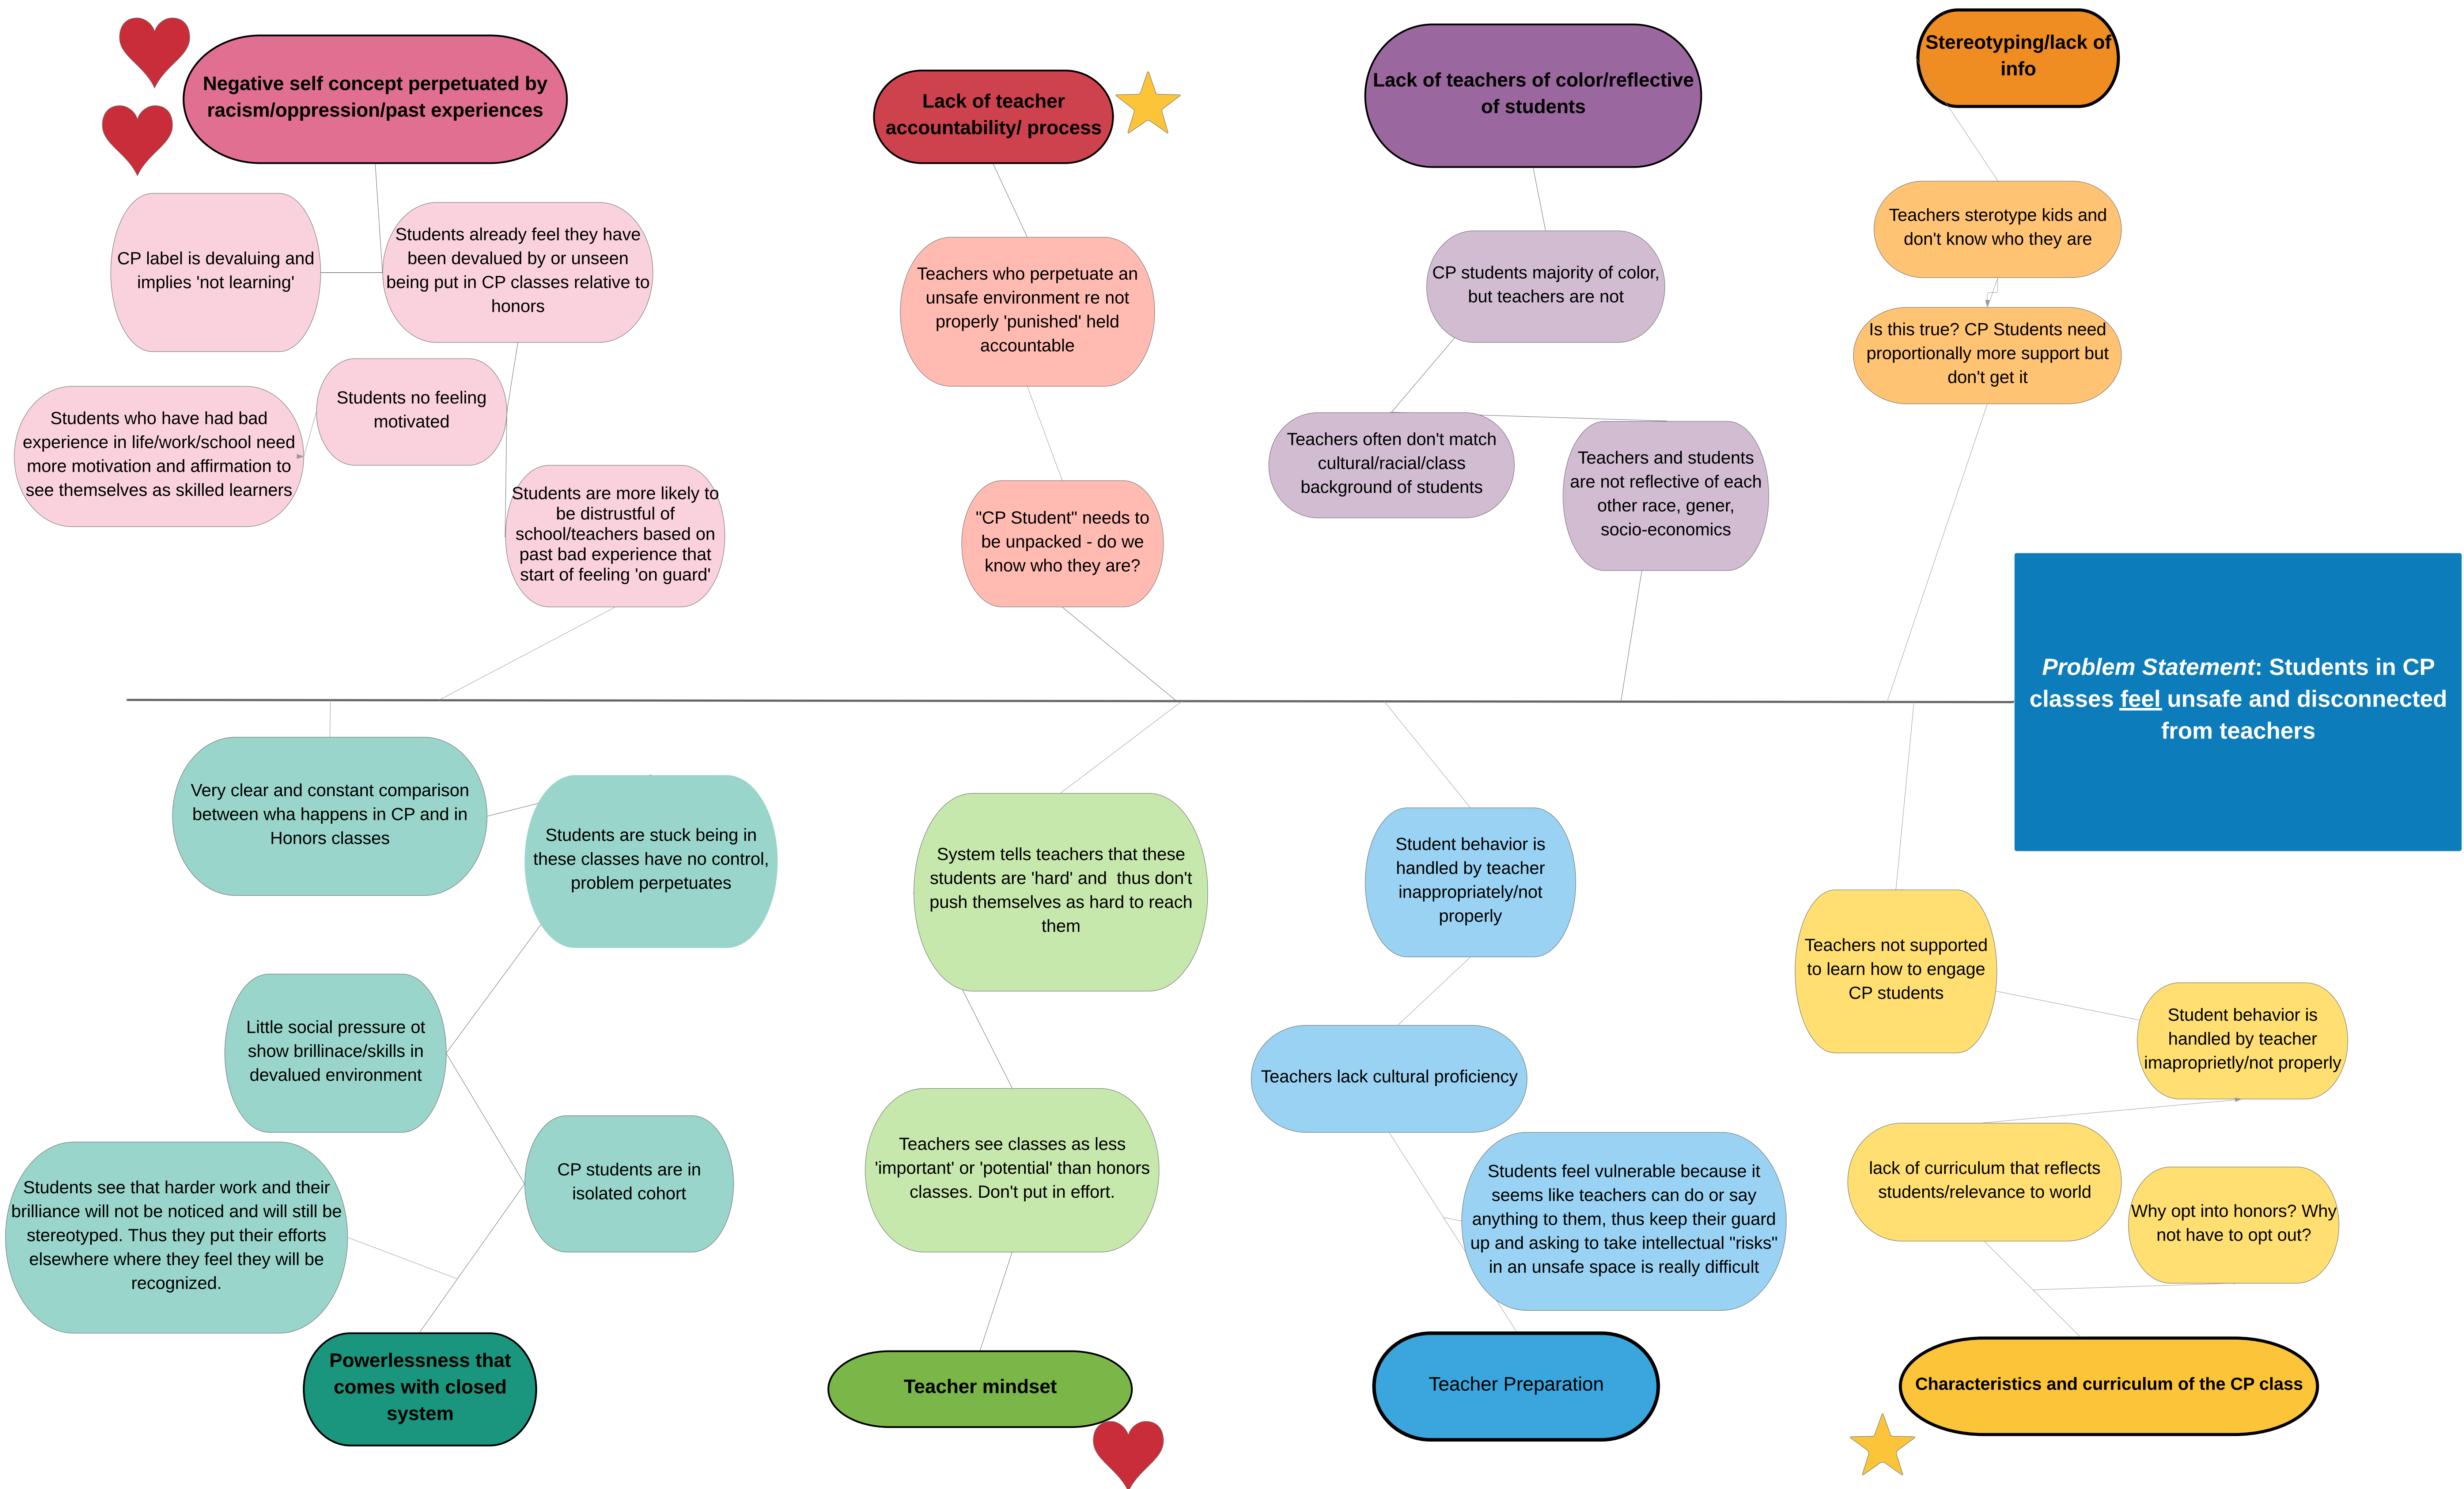 Negative self concept perpetuated by
racism/oppression/past experiences
Lack of teacher
accountability/ process
Lack of teachers of color/reflective
of students
Stereotyping/lack of
info
CP label is devaluing and
implies 'not learning'
Students already feel they have
been devalued by or unseen
being put in CP classes relative to
honors
Students no feeling
motivated
Students who have had bad
experience in life/work/school need
more motivation and affirmation to
see themselves as skilled learners
Students are more likely to
be distrustful of
school/teachers based on
past bad experience that
start of feeling 'on guard'
Teachers who perpetuate an
unsafe environment re not
properly 'punished' held
accountable
"CP Student" needs to
be unpacked - do we
know who they are?
CP students majority of color,
but teachers are not
Teachers often don't match
cultural/racial/class
background of students
Teachers and students
are not reflective of each
other race, gener,
socio-economics
Teachers sterotype kids and
don't know who they are
Is this true? CP Students need
proportionally more support but
don't get it
Problem Statement: Students in CP
classes feel unsafe and disconnected
from teachers
Very clear and constant comparison
between wha happens in CP and in
Honors classes
Students are stuck being in
these classes have no control,
problem perpetuates
Little social pressure ot
show brillinace/skills in
devalued environment
CP students are in
isolated cohort
Students see that harder work and their
brilliance will not be noticed and will still be
stereotyped. Thus they put their efforts
elsewhere where they feel they will be
recognized.
Powerlessness that
comes with closed
system
System tells teachers that these
students are 'hard' and  thus don't
push themselves as hard to reach
them
Teachers see classes as less
'important' or 'potential' than honors
classes. Don't put in effort.
Teacher mindset
Student behavior is
handled by teacher
inappropriately/not
properly
Teachers lack cultural proficiency
Students feel vulnerable because it
seems like teachers can do or say
anything to them, thus keep their guard
up and asking to take intellectual "risks"
in an unsafe space is really difficult
Teacher Preparation
Teachers not supported
to learn how to engage
CP students
Student behavior is
handled by teacher
imaproprietly/not properly
lack of curriculum that reflects
students/relevance to world
Why opt into honors? Why
not have to opt out?
Characteristics and curriculum of the CP class